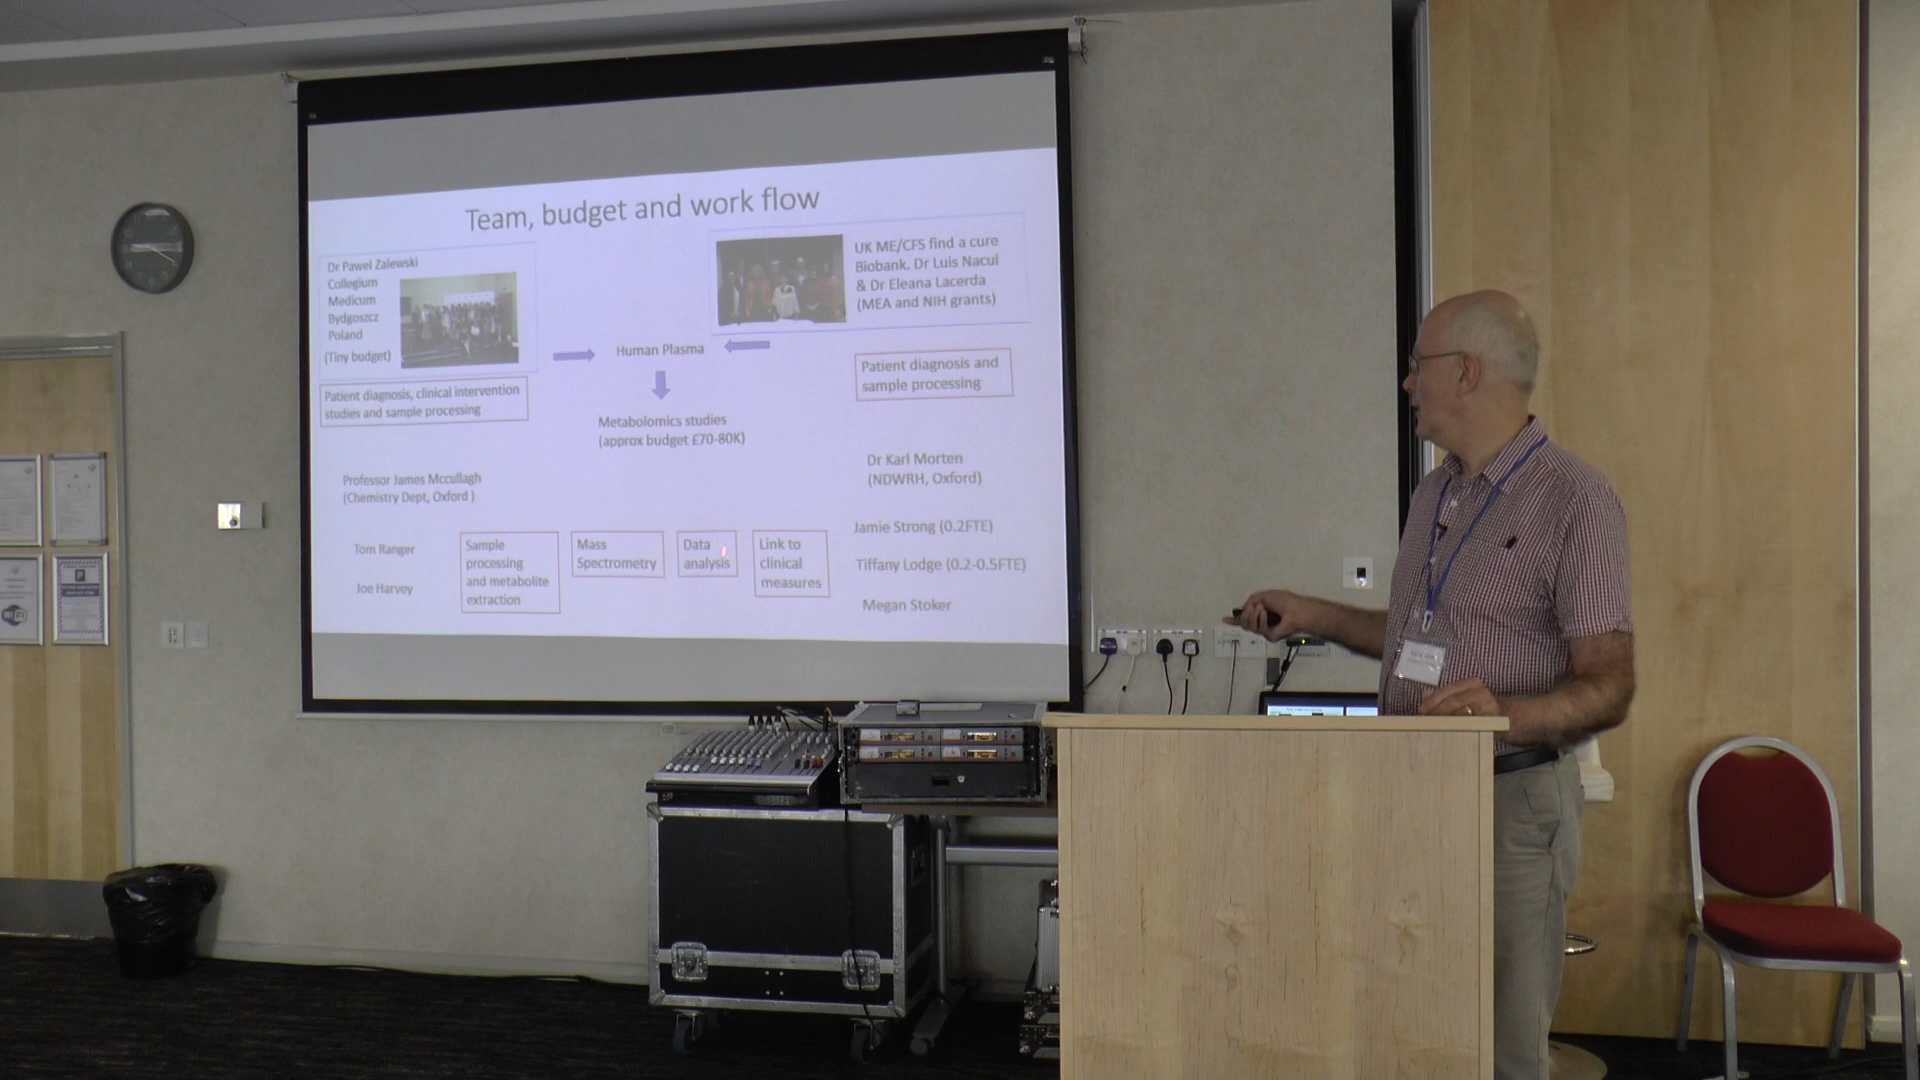 Team, budget and work flow
Dr Pawel Zalewski
Collegium
Medicum
Bydgoszcz
Poland
(Tiny budget)
UK ME/CFS find a cure
Biobank. Dr Luis Nacul
& Dr Eleana Lacerda
(MEA and NIH grants)
Human Plasma
Patient diagnosis, clinical intervention
studies and sample processing
Patient diagnosis and
sample processing
Metabolomics studies
(approx budget £70-80K)
Professor James Mccullagh
(Chemistry Dept, Oxford )
Dr Karl Morten
(NDWRH, Oxford)
Tom Ranger
Joe Harvey
Sample
processing
and metabolite
extraction
Mass
Spectrometry
Data
analysis
Link to
clinical
measures
Jamie Strong (0.2FTE)
Tiffany Lodge (0.2-0.5FTE)
Megan Stoker
P
Wi Fi